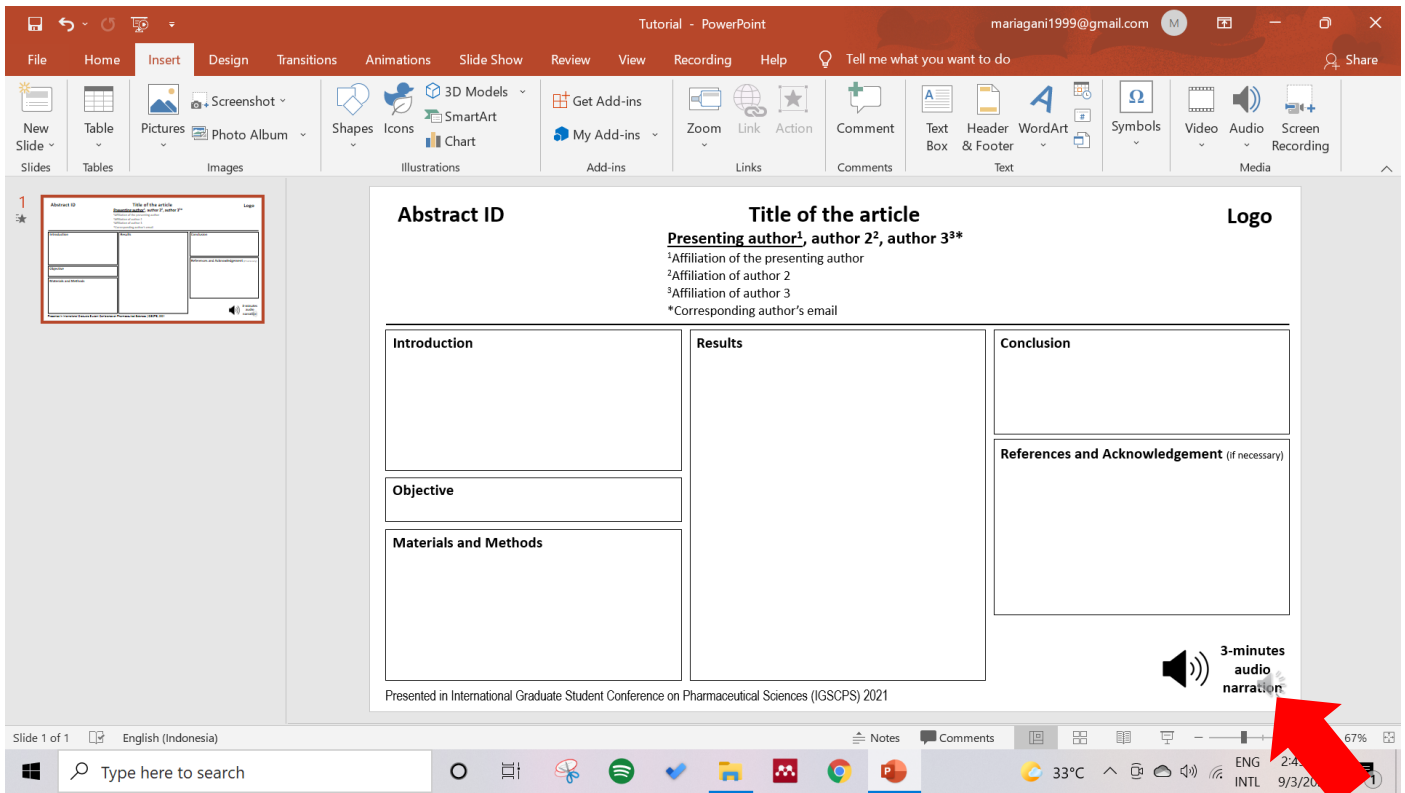 Tutorial - PowerPoint
mariagani1999@gmail.com
M
File Home Insert Design Transitions Animations Slide Show Review View Recording Help Tell me what you want to do Share
New Slide
Table
Pictures
Screenshot
Photo Album
Shapes
Icons
3D Models
SmartArt
Chart
Get Add-ins
My Add-ins
Zoom
Link
Action
Comment
Text Box
Header & Footer
WordArt
Symbols
Video
Audio
Screen Recording
Slides Tables Images Illustrations Add-ins Links Comments Text Media
1
Abstract ID
Title of the article
Logo
Presenting author¹, author 2², author 3³*
¹Affiliation of the presenting author
²Affiliation of author 2
³Affiliation of author 3
*Corresponding author's email
Introduction
Objective
Materials and Methods
Results
Conclusion
References and Acknowledgement (if necessary)
3-minutes
audio
narration
Presented in International Graduate Student Conference on Pharmaceutical Sciences (IGSCPS) 2021
Slide 1 of 1 English (Indonesia) Notes Comments 67%
Type here to search
33°C
ENG
INTL
1